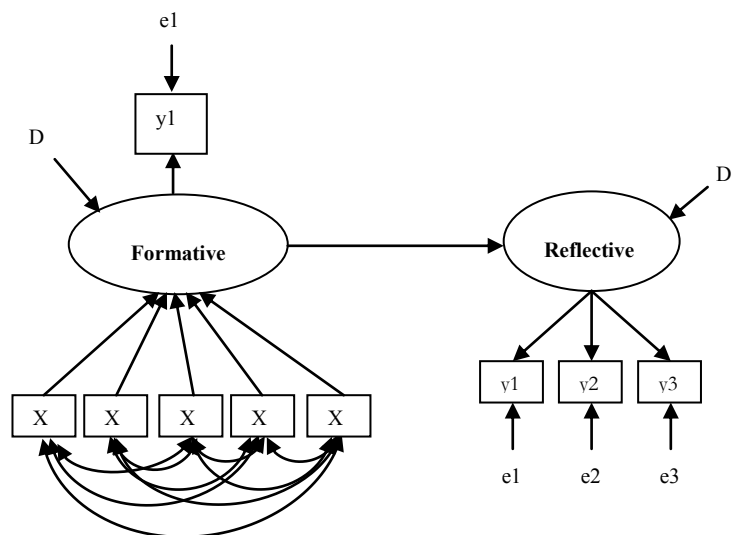 e1
y1
D
D
Formative
Reflective
y1 y2 y3
X X X X X
e1 e2 e3